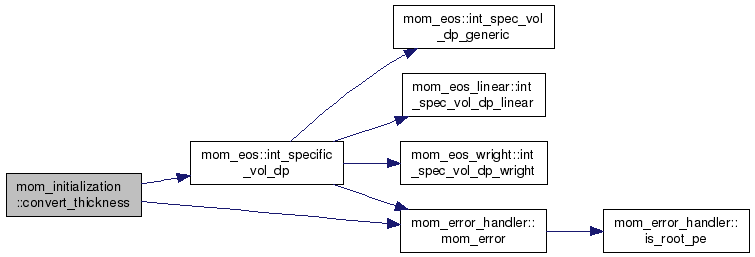 mom_eos::int_spec_vol
_dp_generic
mom_eos_linear::int
_spec_vol_dp_linear
mom_eos::int_specific
_vol_dp
mom_eos_wright::int
_spec_vol_dp_wright
mom_initialization
::convert_thickness
mom_error_handler::
mom_error
mom_error_handler::
is_root_pe